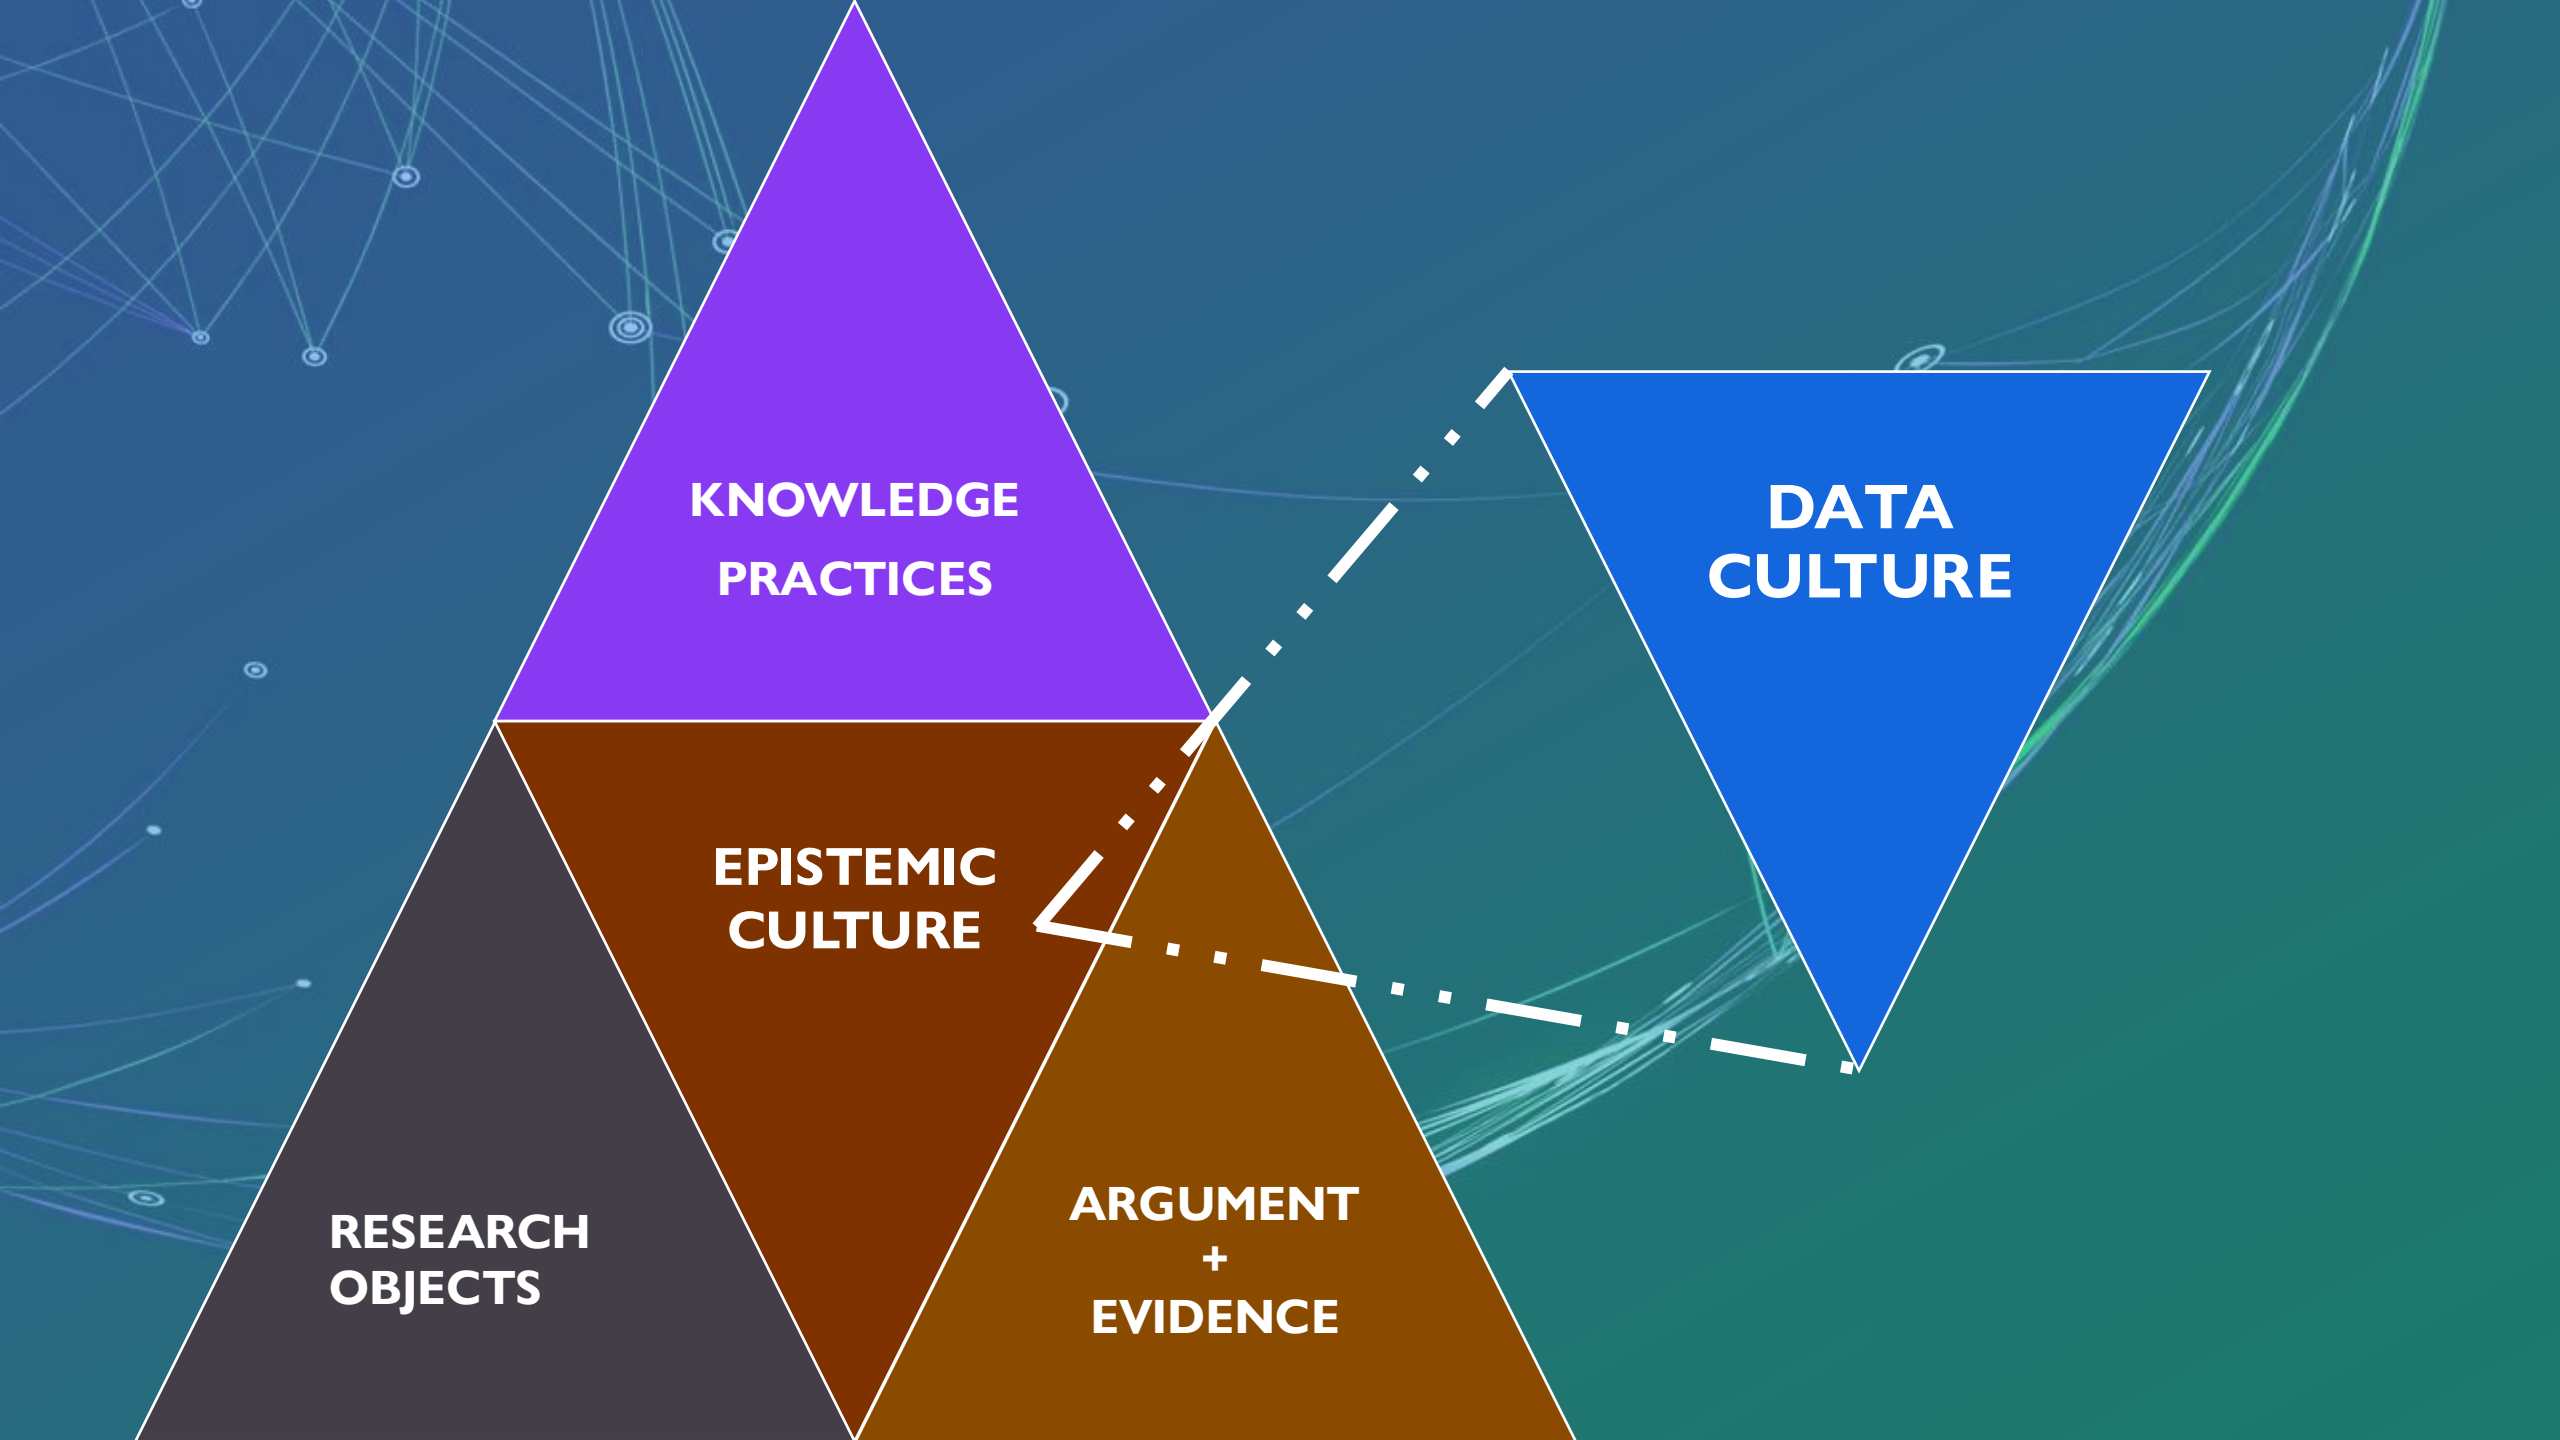 KNOWLEDGE
PRACTICES
DATA
CULTURE
EPISTEMIC
CULTURE
RESEARCH
OBJECTS
ARGUMENT
+
EVIDENCE